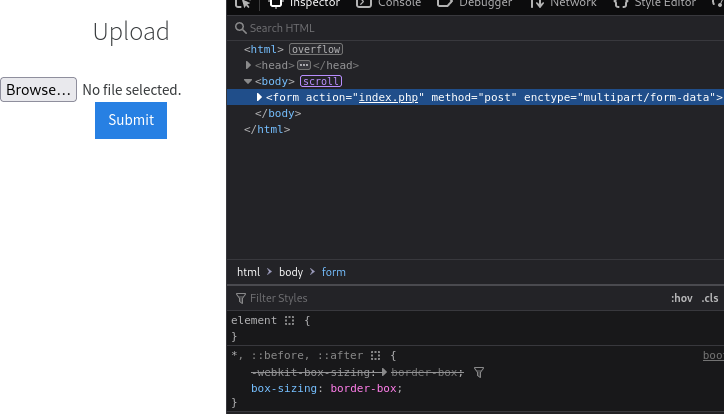 Upload
Browse... No file selected.
Submit
Inspector Console Debugger Network Style Editor
Search HTML
<html> overflow
<head> ... </head>
<body> scroll
<form action="index.php" method="post" enctype="multipart/form-data">
</body>
</html>
html > body > form
Filter Styles :hov .cls
element {
}
*, ::before, ::after { boo
-webkit-box-sizing: border-box;
box-sizing: border-box;
}